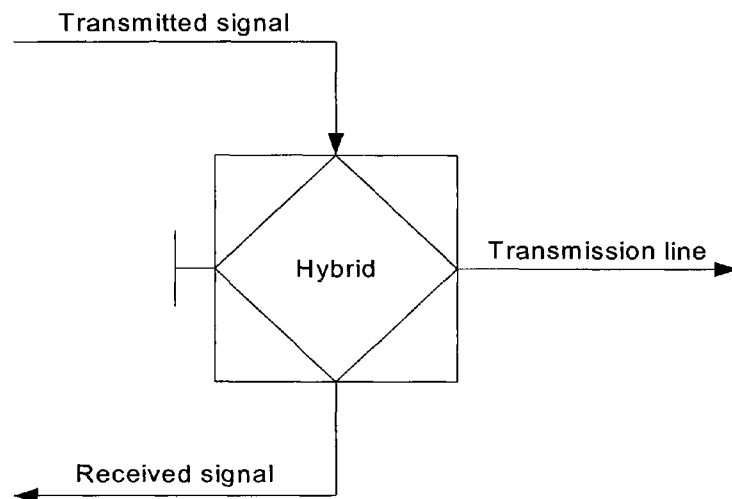 Transmitted signal
Hybrid
Transmission line
Received signal